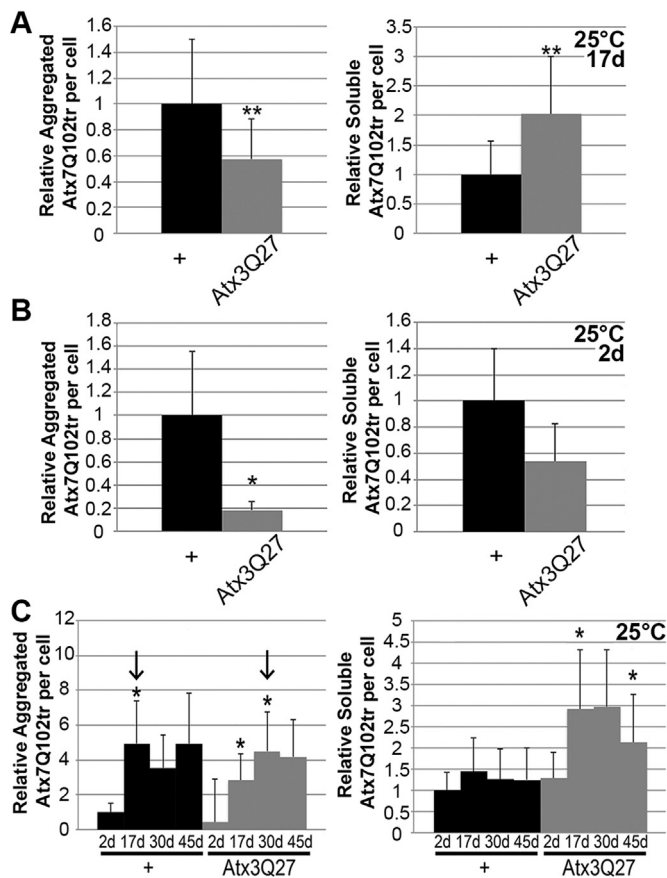 A
Relative Aggregated
Atx7Q102tr per cell
1.6
1.4
1.2
1
0.8
0.6
0.4
0.2
0
**
+
Atx3Q27
Relative Soluble
Atx7Q102tr per cell
3.5
3
2.5
2
1.5
1
0.5
0
**
25°C
17d
+
Atx3Q27
B
Relative Aggregated
Atx7Q102tr per cell
1.8
1.6
1.4
1.2
1
0.8
0.6
0.4
0.2
0
*
+
Atx3Q27
Relative Soluble
Atx7Q102tr per cell
1.6
1.4
1.2
1
0.8
0.6
0.4
0.2
0
25°C
2d
+
Atx3Q27
C
Relative Aggregated
Atx7Q102tr per cell
12
10
8
6
4
2
0
* * *
2d 17d 30d 45d 2d 17d 30d 45d
+ Atx3Q27
Relative Soluble
Atx7Q102tr per cell
5
4.5
4
3.5
3
2.5
2
1.5
1
0.5
0
25°C
* *
2d 17d 30d 45d 2d 17d 30d 45d
+ Atx3Q27